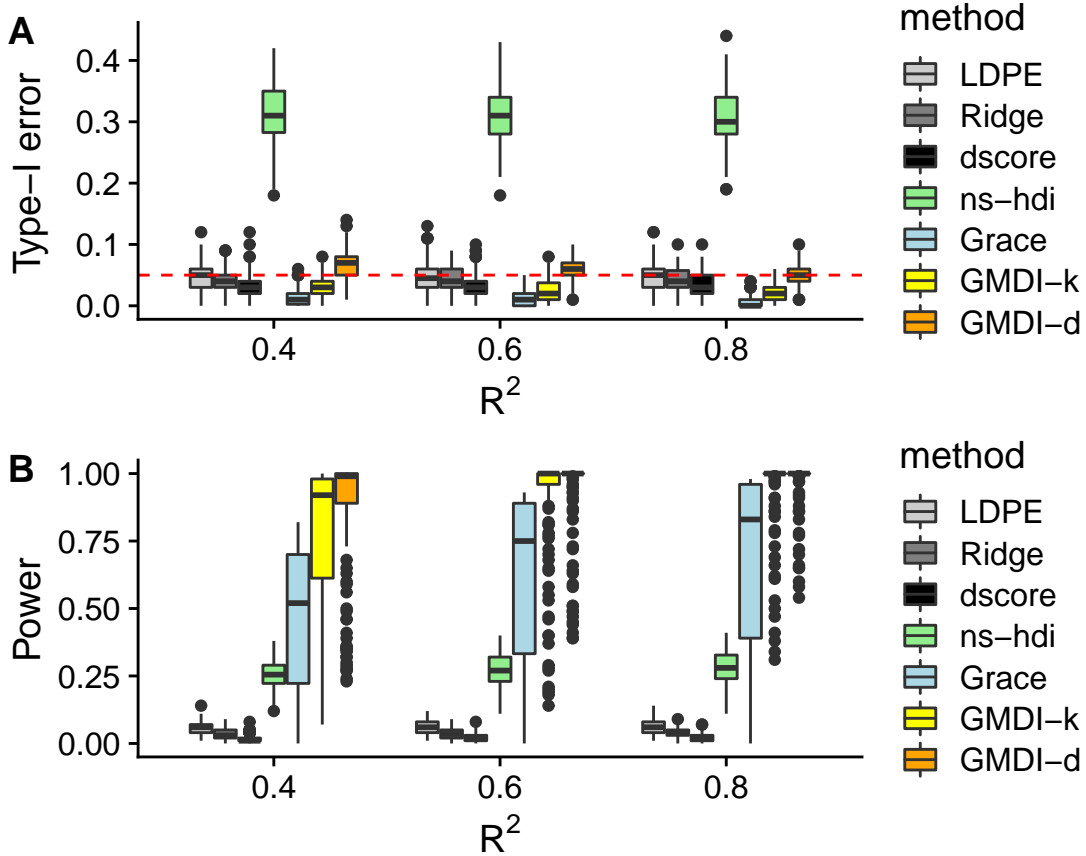 A
Type−I error
0.4
0.3
0.2
0.1
0.0
0.4
0.6
0.8
R²
method
LDPE
Ridge
dscore
ns−hdi
Grace
GMDI−k
GMDI−d
B
Power
1.00
0.75
0.50
0.25
0.00
0.4
0.6
0.8
R²
method
LDPE
Ridge
dscore
ns−hdi
Grace
GMDI−k
GMDI−d